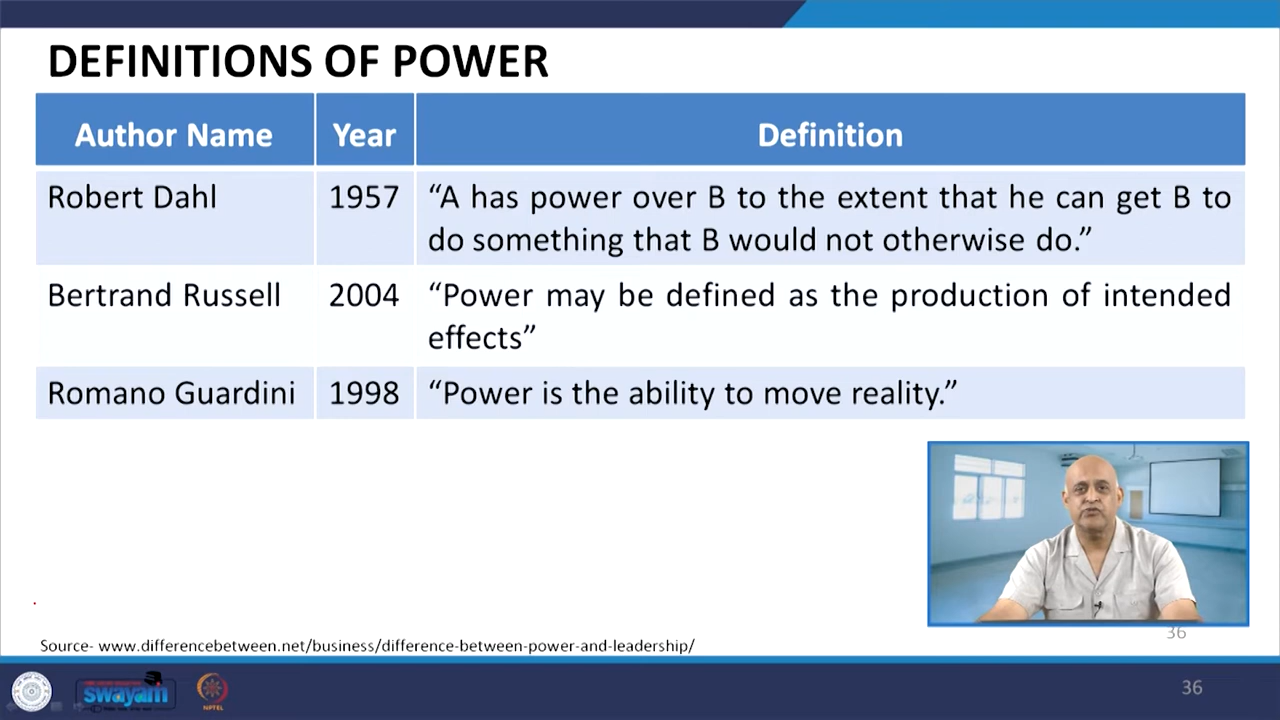 DEFINITIONS OF POWER
Author Name Year Definition
Robert Dahl 1957 “A has power over B to the extent that he can get B to
do something that B would not otherwise do.”
Bertrand Russell 2004 “Power may be defined as the production of intended
effects”
Romano Guardini 1998 “Power is the ability to move reality.”
36
Source- www.differencebetween.net/business/difference-between-power-and-leadership/
swayam NPTEL 36